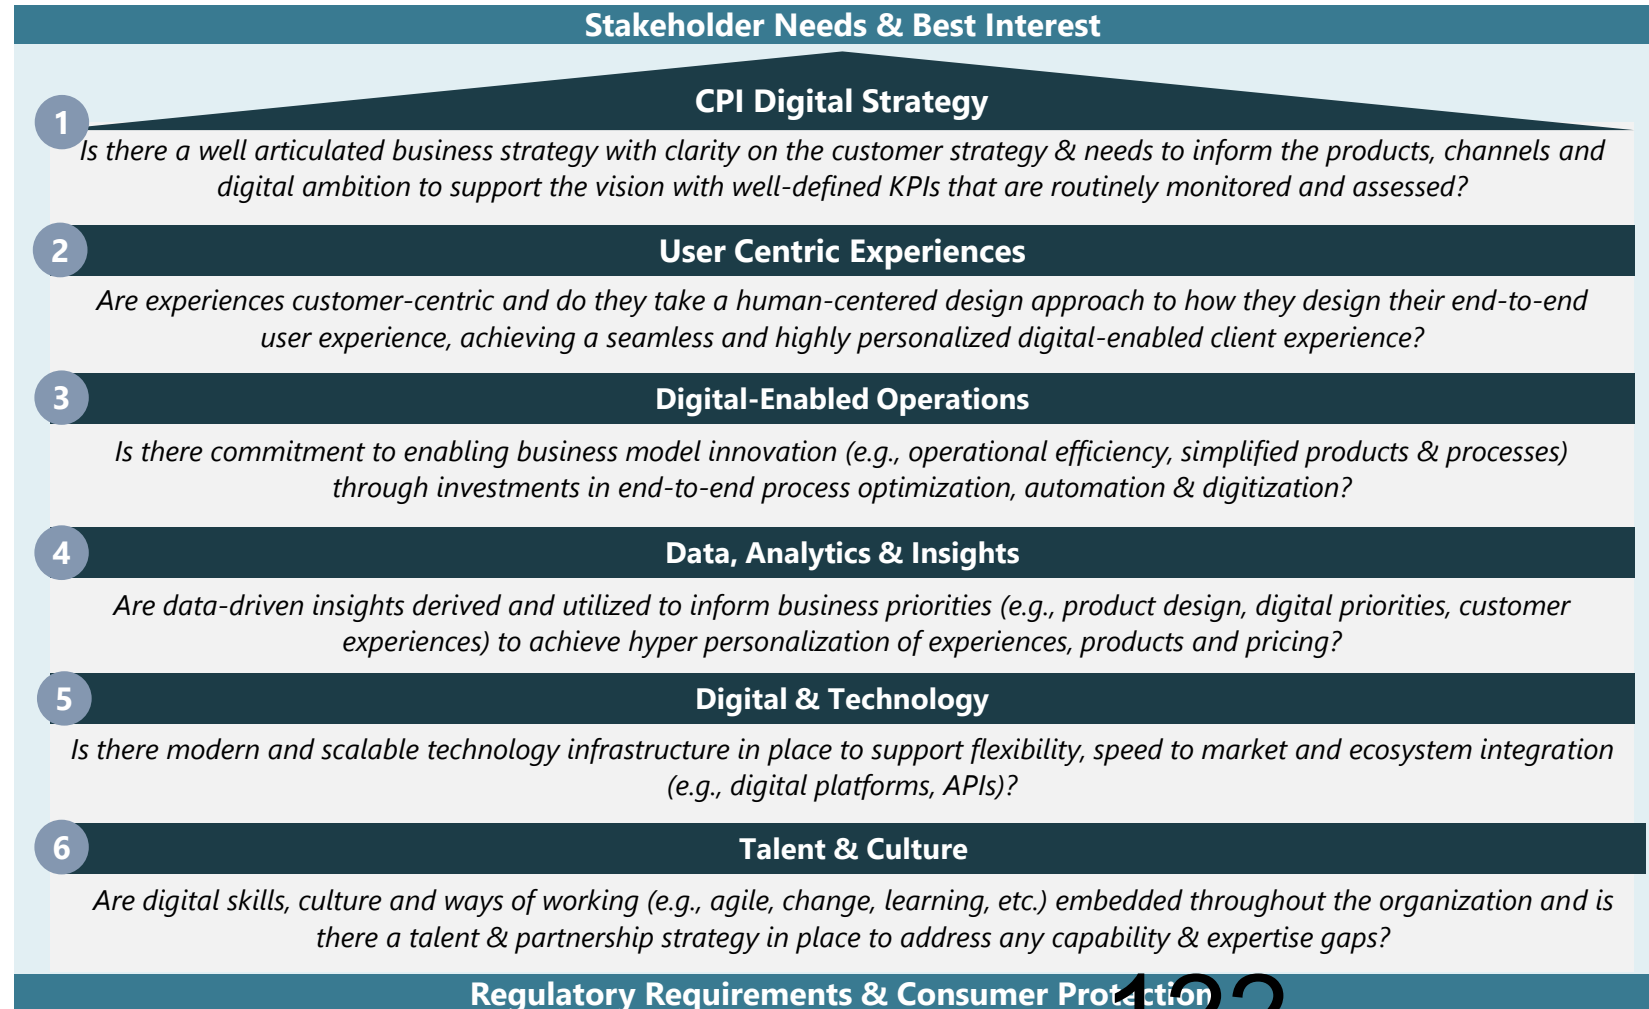 Stakeholder Needs & Best Interest
CPI Digital Strategy
1
Is there a well articulated business strategy with clarity on the customer strategy & needs to inform the products, channels and
digital ambition to support the vision with well-defined KPIs that are routinely monitored and assessed?
2
User Centric Experiences
Are experiences customer-centric and do they take a human-centered design approach to how they design their end-to-end
user experience, achieving a seamless and highly personalized digital-enabled client experience?
3
Digital-Enabled Operations
Is there commitment to enabling business model innovation (e.g., operational efficiency, simplified products & processes)
through investments in end-to-end process optimization, automation & digitization?
4
Data, Analytics & Insights
Are data-driven insights derived and utilized to inform business priorities (e.g., product design, digital priorities, customer
experiences) to achieve hyper personalization of experiences, products and pricing?
5
Digital & Technology
Is there modern and scalable technology infrastructure in place to support flexibility, speed to market and ecosystem integration
(e.g., digital platforms, APIs)?
6
Talent & Culture
Are digital skills, culture and ways of working (e.g., agile, change, learning, etc.) embedded throughout the organization and is
there a talent & partnership strategy in place to address any capability & expertise gaps?
Regulatory Requirements & Consumer Protection